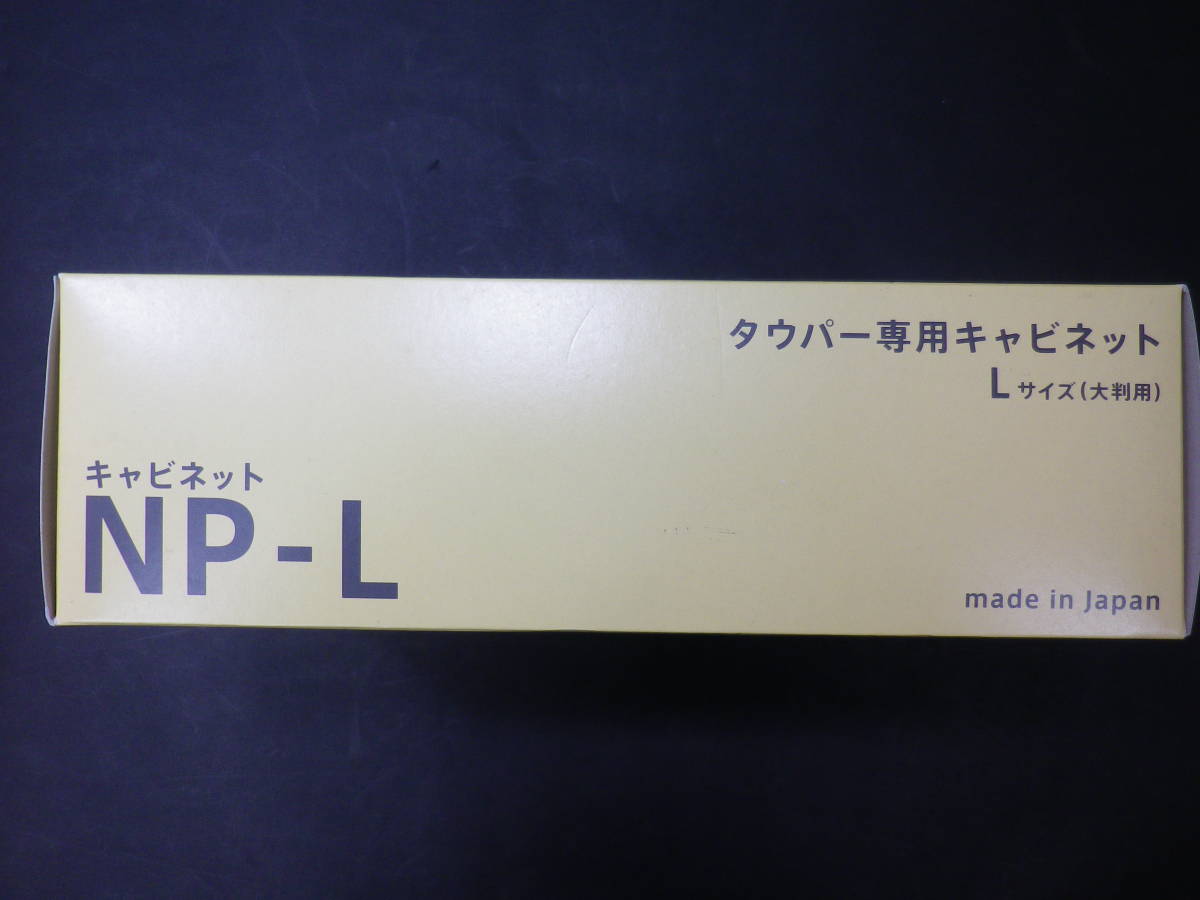 タウパー専用キャビネット
Lサイズ(大判用)
キャビネット
NP-L
made in Japan